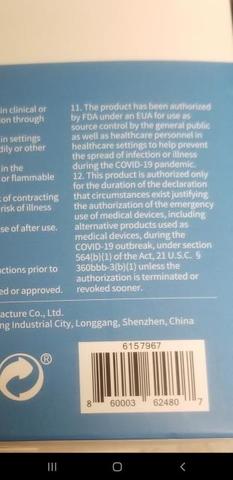 in clinical or
ion through
in settings
dily or other
in the
or flammable
t of contracting
risk of illness
se of after use.
ctions prior to
ed or approved.
11. The product has been authorized
by FDA under an EUA for use as
source control by the general public
as well as healthcare personnel in
healthcare settings to help prevent
the spread of infection or illness
during the COVID-19 pandemic.
12. This product is authorized only
for the duration of the declaration
that circumstances exist justifying
the authorization of the emergency
use of medical devices, including
alternative products used as
medical devices, during the
COVID-19 outbreak, under section
564(b)(1) of the Act, 21 U.S.C. §
360bbb-3(b)(1) unless the
authorization is terminated or
revoked sooner.
acture Co., Ltd.
ng Industrial City, Longgang, Shenzhen, China
®
6157967
8 60003 62480 7